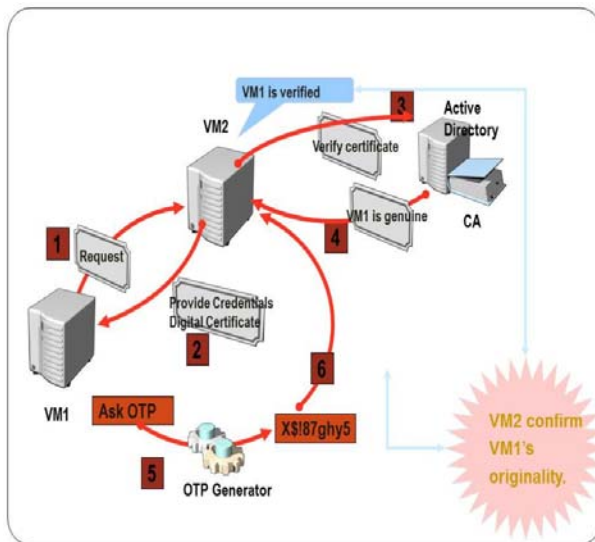 VM1 is verified
VM2
3
Active
Directory
Verify certificate
VM1 is genuine
CA
4
1
Request
Provide Credentials
Digital Certificate
2
VM1
6
Ask OTP
X$!87ghy5
5
OTP Generator
VM2 confirm
VM1's
originality.